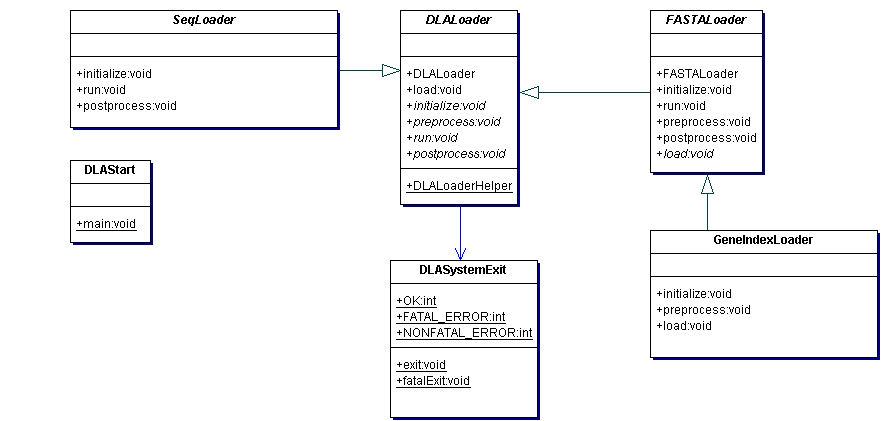 SeqLoader
+initialize:void
+run:void
+postprocess:void
DLALoader
+DLALoader
+load:void
+initialize:void
+preprocess:void
+run:void
+postprocess:void
+DLALoaderHelper
FASTALoader
+FASTALoader
+initialize:void
+run:void
+preprocess:void
+postprocess:void
+load:void
DLAStart
+main:void
DLASystemExit
+OK:int
+FATAL_ERROR:int
+NONFATAL_ERROR:int
+exit:void
+fatalExit:void
GeneIndexLoader
+initialize:void
+preprocess:void
+load:void